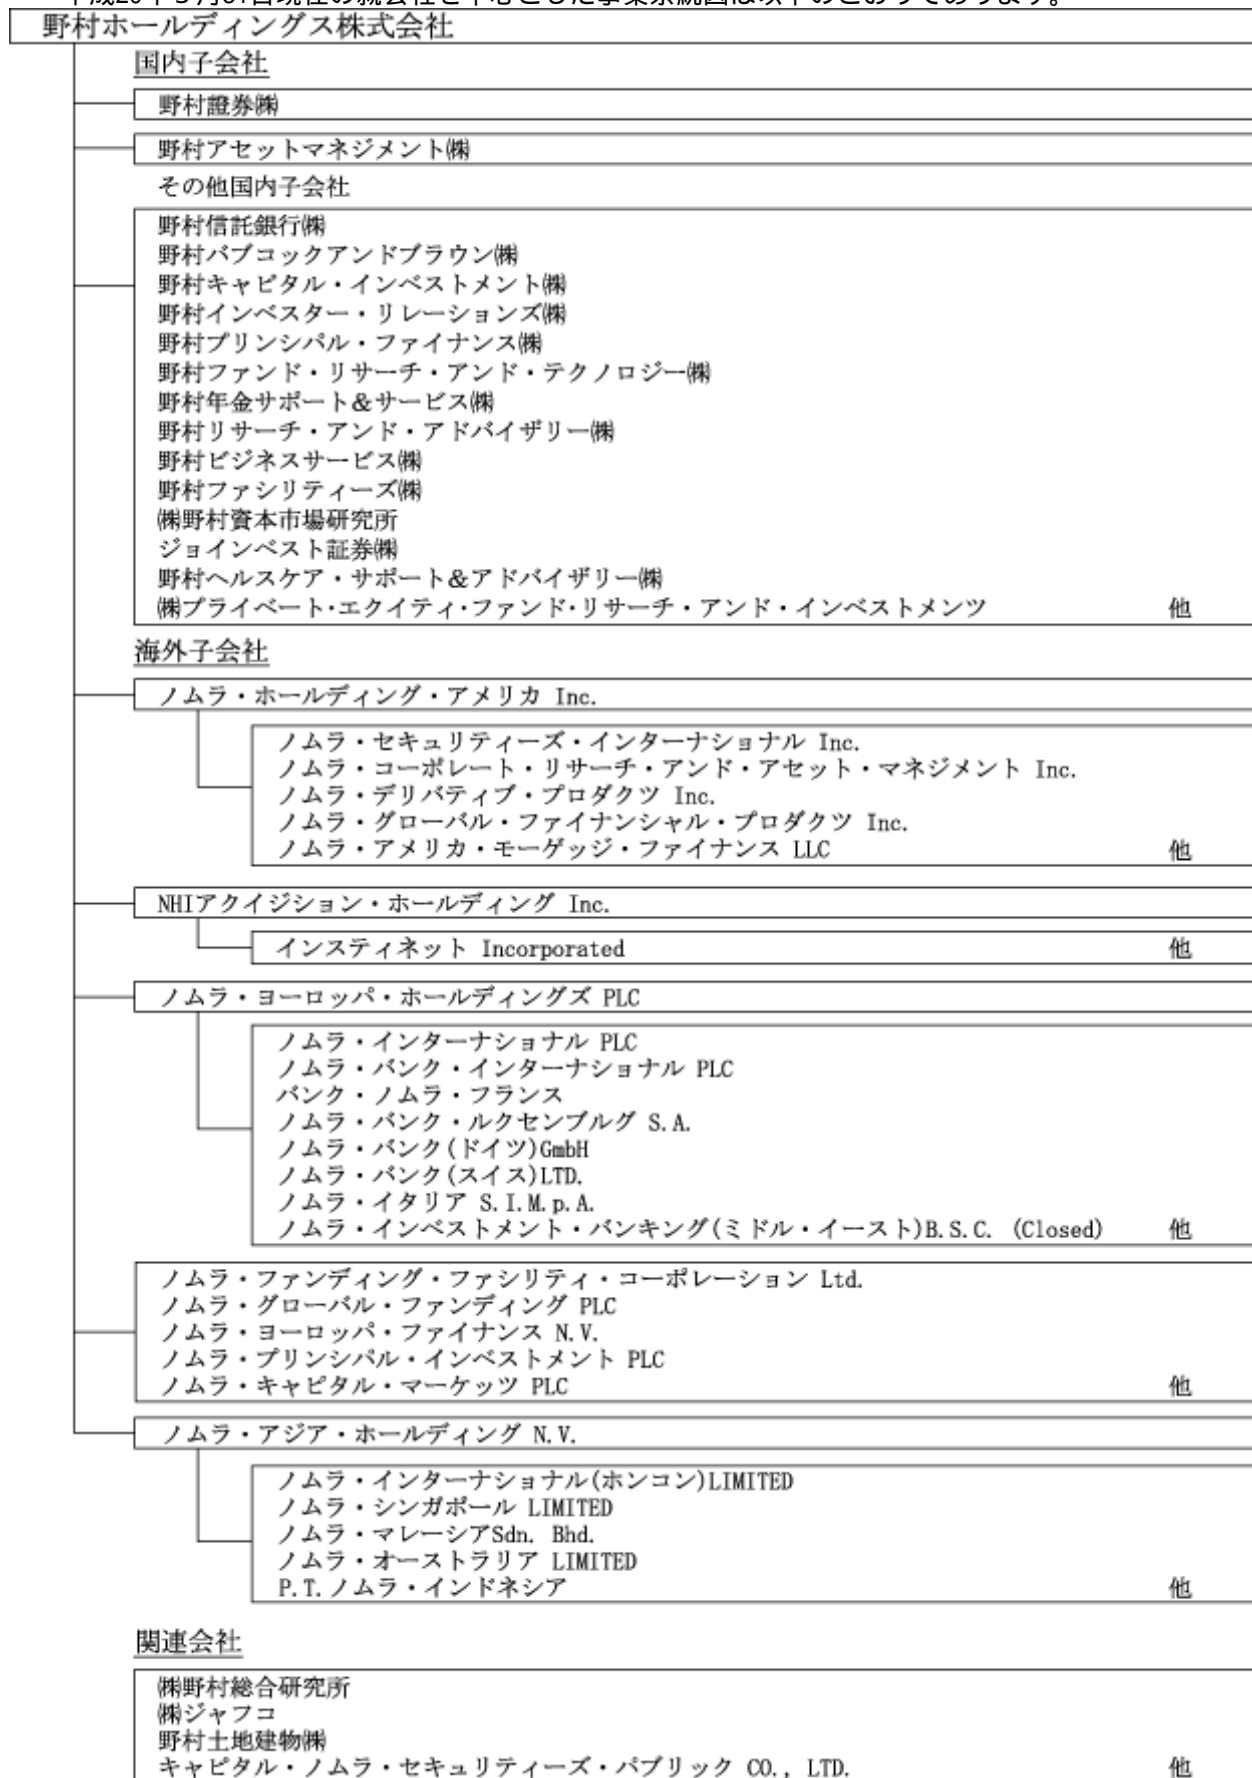 野村ホールディングス株式会社
国内子会社
野村證券㈱
野村アセットマネジメント㈱
その他国内子会社
野村信託銀行㈱
野村バブコックアンドブラウン㈱
野村キャピタル・インベストメント㈱
野村インベスター・リレーションズ㈱
野村プリンシパル・ファイナンス㈱
野村ファンド・リサーチ・アンド・テクノロジー㈱
野村年金サポート＆サービス㈱
野村リサーチ・アンド・アドバイザリー㈱
野村ビジネスサービス㈱
野村ファシリティーズ㈱
㈱野村資本市場研究所
ジョインベスト証券㈱
野村ヘルスケア・サポート＆アドバイザリー㈱
㈱プライベート・エクイティ・ファンド・リサーチ・アンド・インベストメンツ 他
海外子会社
ノムラ・ホールディング・アメリカ Inc.
ノムラ・セキュリティーズ・インターナショナル Inc.
ノムラ・コーポレート・リサーチ・アンド・アセット・マネジメント Inc.
ノムラ・デリバティブ・プロダクツ Inc.
ノムラ・グローバル・ファイナンシャル・プロダクツ Inc.
ノムラ・アメリカ・モーゲッジ・ファイナンス LLC 他
NHIアクイジション・ホールディング Inc.
インスティネット Incorporated 他
ノムラ・ヨーロッパ・ホールディングズ PLC
ノムラ・インターナショナル PLC
ノムラ・バンク・インターナショナル PLC
バンク・ノムラ・フランス
ノムラ・バンク・ルクセンブルグ S.A.
ノムラ・バンク(ドイツ)GmbH
ノムラ・バンク(スイス)LTD.
ノムラ・イタリア S.I.M.p.A.
ノムラ・インベストメント・バンキング(ミドル・イースト)B.S.C. (Closed) 他
ノムラ・ファンディング・ファシリティ・コーポレーション Ltd.
ノムラ・グローバル・ファンディング PLC
ノムラ・ヨーロッパ・ファイナンス N.V.
ノムラ・プリンシパル・インベストメント PLC
ノムラ・キャピタル・マーケッツ PLC 他
ノムラ・アジア・ホールディング N.V.
ノムラ・インターナショナル(ホンコン)LIMITED
ノムラ・シンガポール LIMITED
ノムラ・マレーシアSdn. Bhd.
ノムラ・オーストラリア LIMITED
P.T.ノムラ・インドネシア 他
関連会社
㈱野村総合研究所
㈱ジャフコ
野村土地建物㈱
キャピタル・ノムラ・セキュリティーズ・パブリック CO., LTD. 他